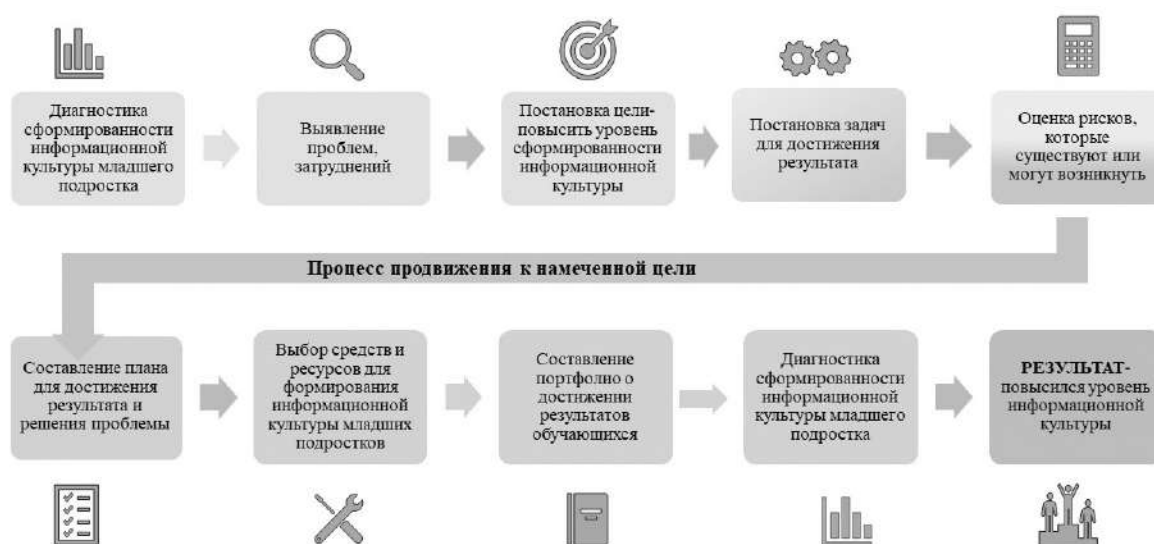 Диагностика
сформированности
информационной
культуры младшего
подростка
Выявление
проблем,
затруднений
Постановка цели-
повысить уровень
сформированности
информационной
культуры
Постановка задач
для достижения
результата
Оценка рисков,
которые
существуют или
могут возникнуть
Процесс продвижения к намеченной цели
Составление плана
для достижения
результата и
решения проблемы
Выбор средств и
ресурсов для
формирования
информационной
культуры младших
подростков
Составление
портфолио о
достижении
результатов
обучающихся
Диагностика
сформированности
информационной
культуры младшего
подростка
РЕЗУЛЬТАТ-
повысился уровень
информационной
культуры